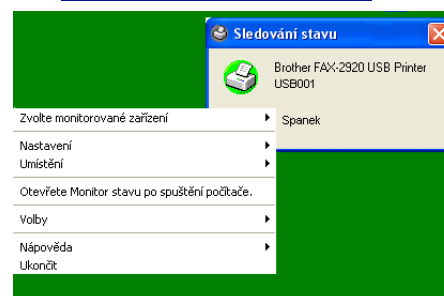 Sledování stavu
Brother FAX-2920 USB Printer
USB001
Spanek
Zvolte monitorované zařízení
Nastavení
Umístění
Otevřete Monitor stavu po spuštění počítače.
Volby
Nápověda
Ukončit